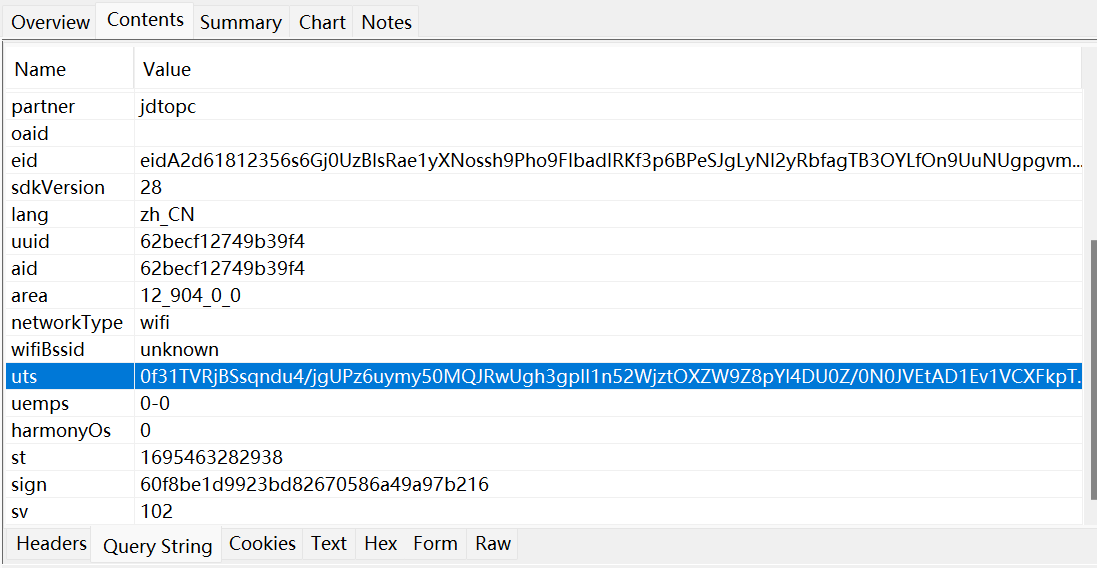 Overview Contents Summary Chart Notes
Name Value
partner jdtopc
oaid
eid eidA2d61812356s6Gj0UzBlsRae1yXNossh9Pho9FlbadlRKf3p6BPeSJgLyNl2yRbfagTB3OYLfOn9UuNUgpgvm...
sdkVersion 28
lang zh_CN
uuid 62becf12749b39f4
aid 62becf12749b39f4
area 12_904_0_0
networkType wifi
wifiBssid unknown
uts 0f31TVRjBSsqndu4/jgUPz6uymy50MQJRwUgh3gplI1n52WjztOXZW9Z8pYl4DU0Z/0N0JVEtAD1Ev1VCXFkpT...
uemps 0-0
harmonyOs 0
st 1695463282938
sign 60f8be1d9923bd82670586a49a97b216
sv 102
Headers Query String Cookies Text Hex Form Raw